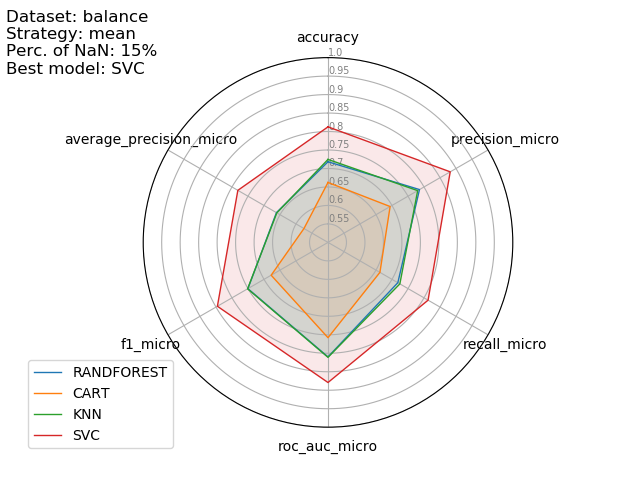 Dataset: balance
Strategy: mean
Perc. of NaN: 15%
Best model: SVC
accuracy
1.0
0.95
0.9
0.85
0.8
0.75
0.7
0.65
0.6
0.55
average_precision_micro
precision_micro
f1_micro
recall_micro
roc_auc_micro
RANDFOREST
CART
KNN
SVC